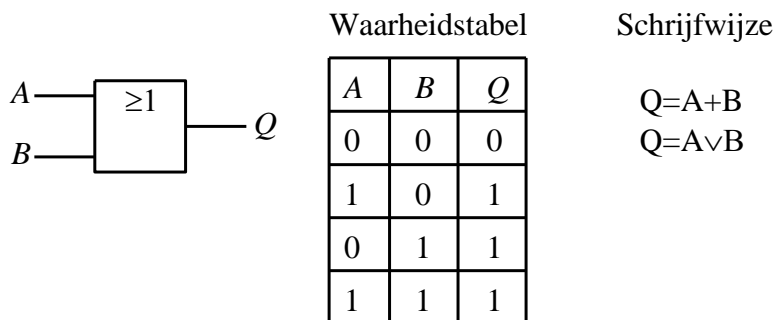 Waarheidstabel
Schrijfwijze
A
B
≥1
Q
A B Q
0 0 0
1 0 1
0 1 1
1 1 1
Q=A+B
Q=A∨B